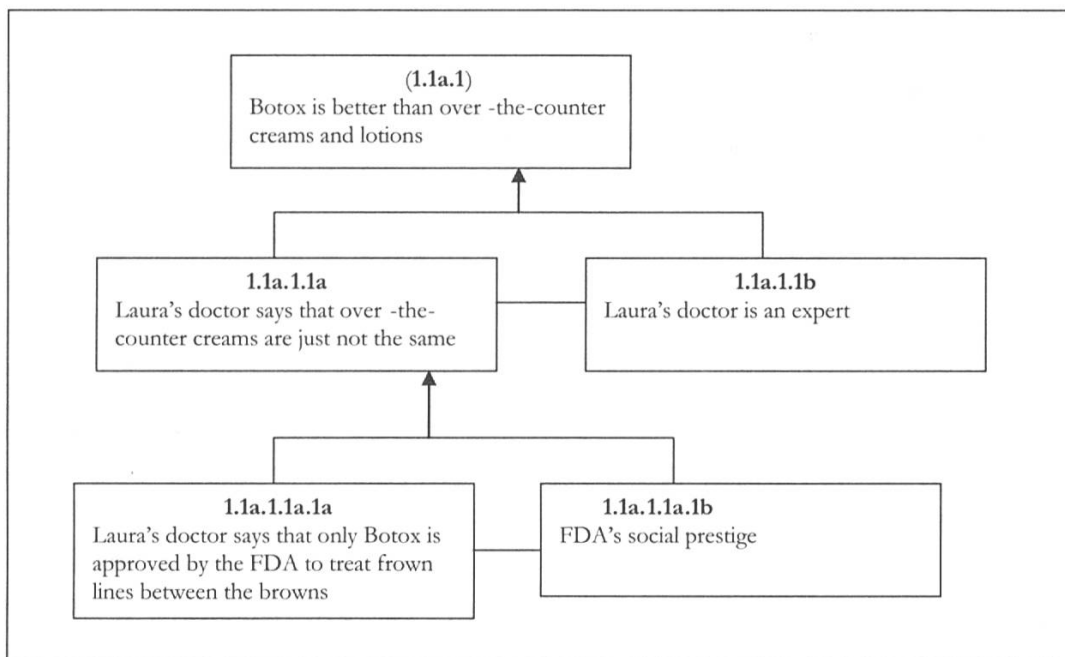 (1.1a.1)
Botox is better than over -the-counter
creams and lotions
1.1a.1.1a
Laura's doctor says that over -the-
counter creams are just not the same
1.1a.1.1b
Laura's doctor is an expert
1.1a.1.1a.1a
Laura's doctor says that only Botox is
approved by the FDA to treat frown
lines between the browns
1.1a.1.1a.1b
FDA's social prestige